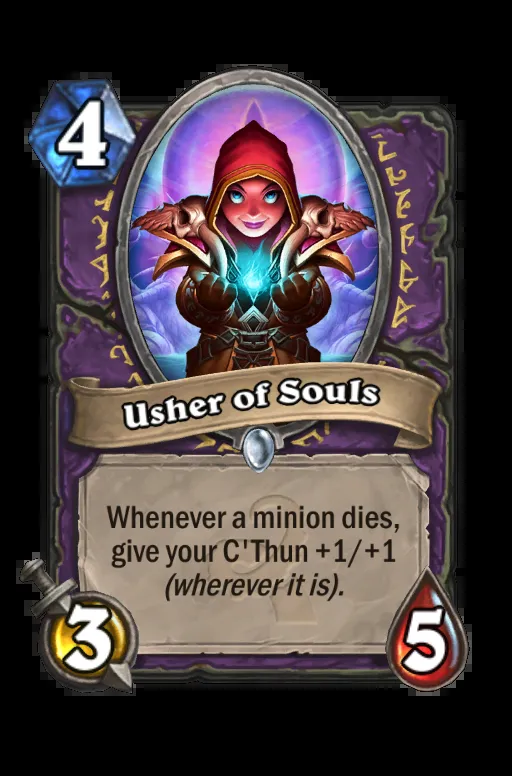 4
Usher of Souls
Whenever a minion dies,
give your C'Thun +1/+1
(wherever it is).
3
5